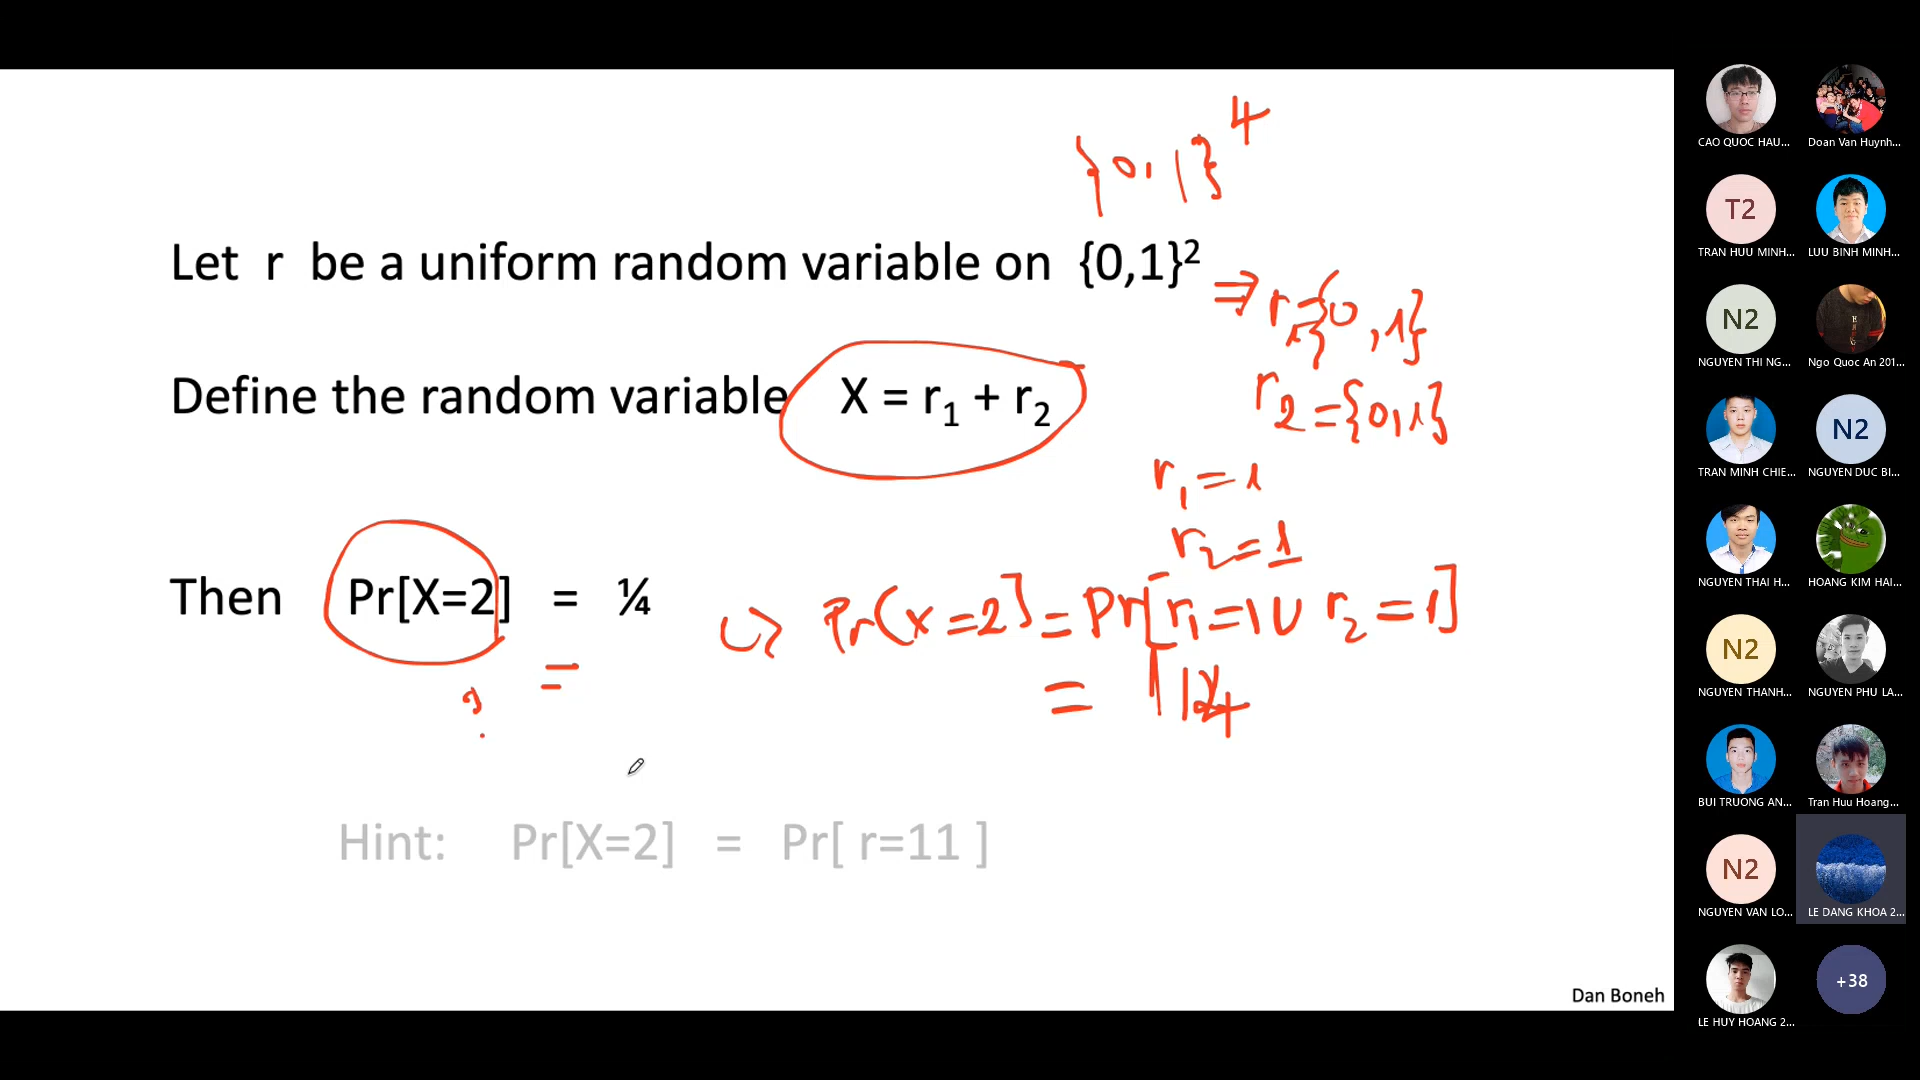 {0,1}⁴
Let r be a uniform random variable on {0,1}²
⇒ r₁={0,1}
r₂={0,1}
Define the random variable X = r₁ + r₂
r₁=1
r₂=1
Then Pr[X=2] = ¼
Pr(x=2]=Pr[r₁=1∪r₂=1]
=
?
=
Hint: Pr[X=2] = Pr[ r=11 ]
Dan Boneh
CAO QUOC HAU...
Doan Van Huynh...
T2
TRAN HUU MINH...
LUU BINH MINH...
N2
NGUYEN THI NG...
Ngo Quoc An 201...
TRAN MINH CHIE...
N2
NGUYEN DUC BI...
NGUYEN THAI H...
HOANG KIM HAI...
N2
NGUYEN THANH...
NGUYEN PHU LA...
BUI TRUONG AN...
Tran Huu Hoang...
N2
NGUYEN VAN LO...
LE DANG KHOA 2...
LE HUY HOANG 2...
+38